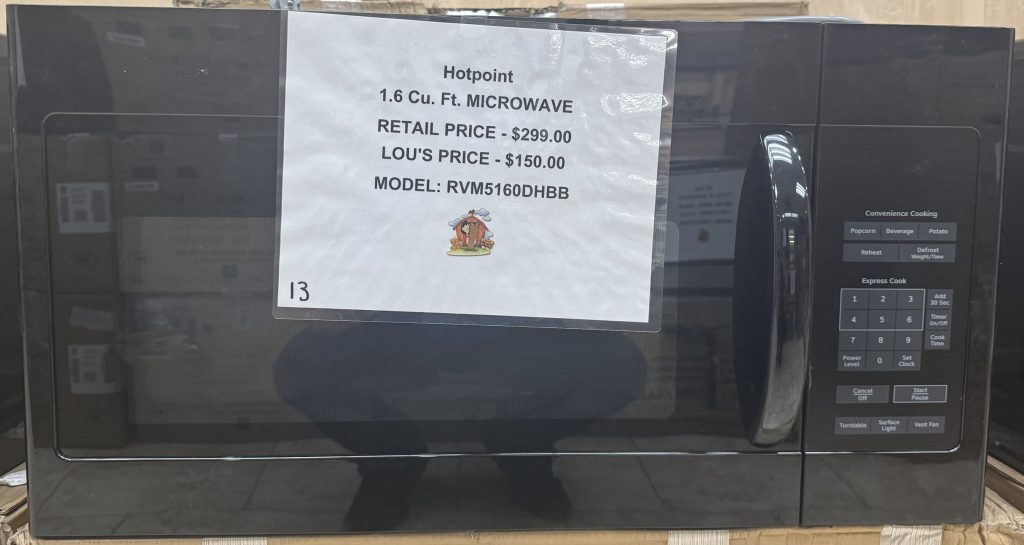 Hotpoint
1.6 Cu. Ft. MICROWAVE
RETAIL PRICE - $299.00
LOU'S PRICE - $150.00
MODEL: RVM5160DHBB
13
Convenience Cooking
Popcorn Beverage Potato
Reheat Defrost
Weight/Time
Express Cook
1 2 3 Add
30 Sec
4 5 6 Timer
On/Off
7 8 9 Cook
Time
Power
Level 0 Set
Clock
Cancel
Off
Start
Pause
Turntable Surface
Light Vent Fan